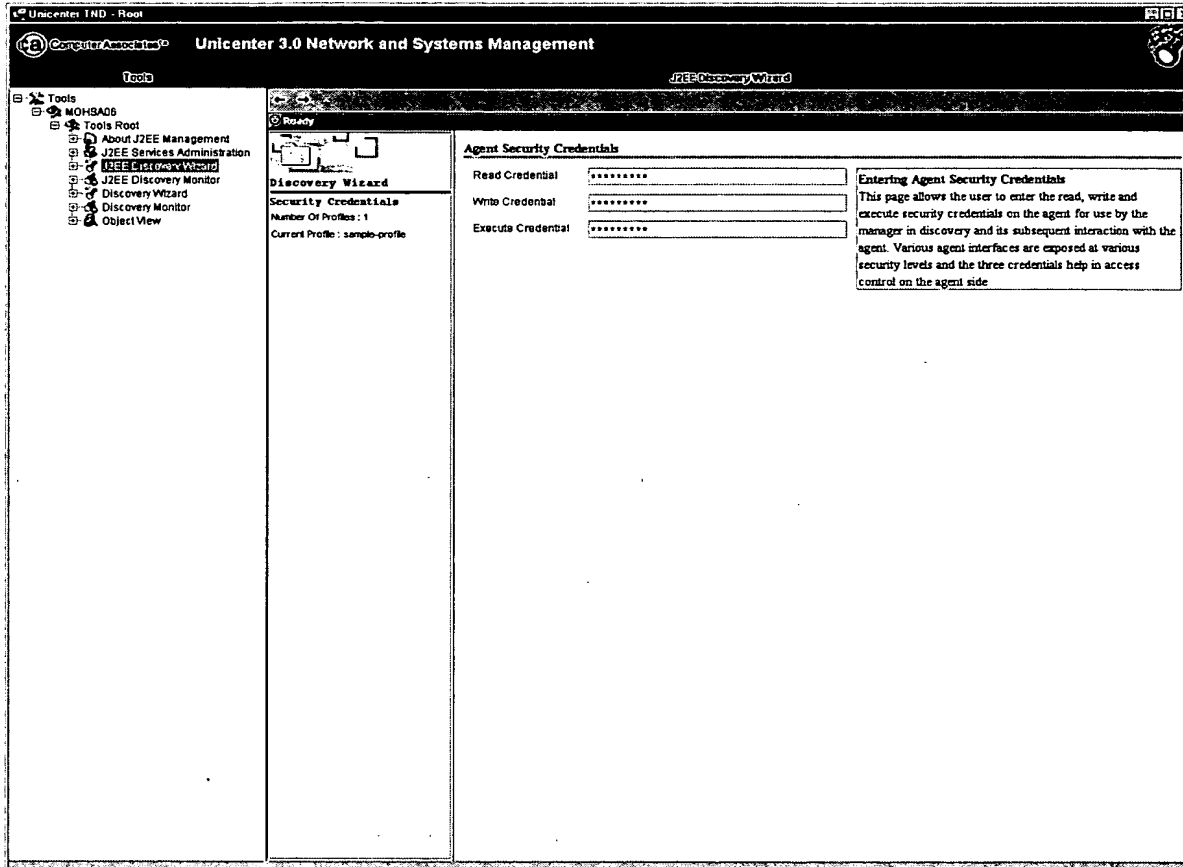 Unicenter TND - Root
ca Computer Associates
Unicenter 3.0 Network and Systems Management
Tools
J2EE Discovery Wizard
Tools
MOHSA06
Tools Root
About J2EE Management
J2EE Services Administration
J2EE Discovery Wizard
J2EE Discovery Monitor
Discovery Wizard
Discovery Monitor
Object View
Ready
Discovery Wizard
Security Credentials
Number Of Profiles : 1
Current Profile : sample-profile
Agent Security Credentials
Read Credential *********
Write Credential *********
Execute Credential *********
Entering Agent Security Credentials
This page allows the user to enter the read, write and
execute security credentials on the agent for use by the
manager in discovery and its subsequent interaction with the
agent. Various agent interfaces are exposed at various
security levels and the three credentials help in access
control on the agent side